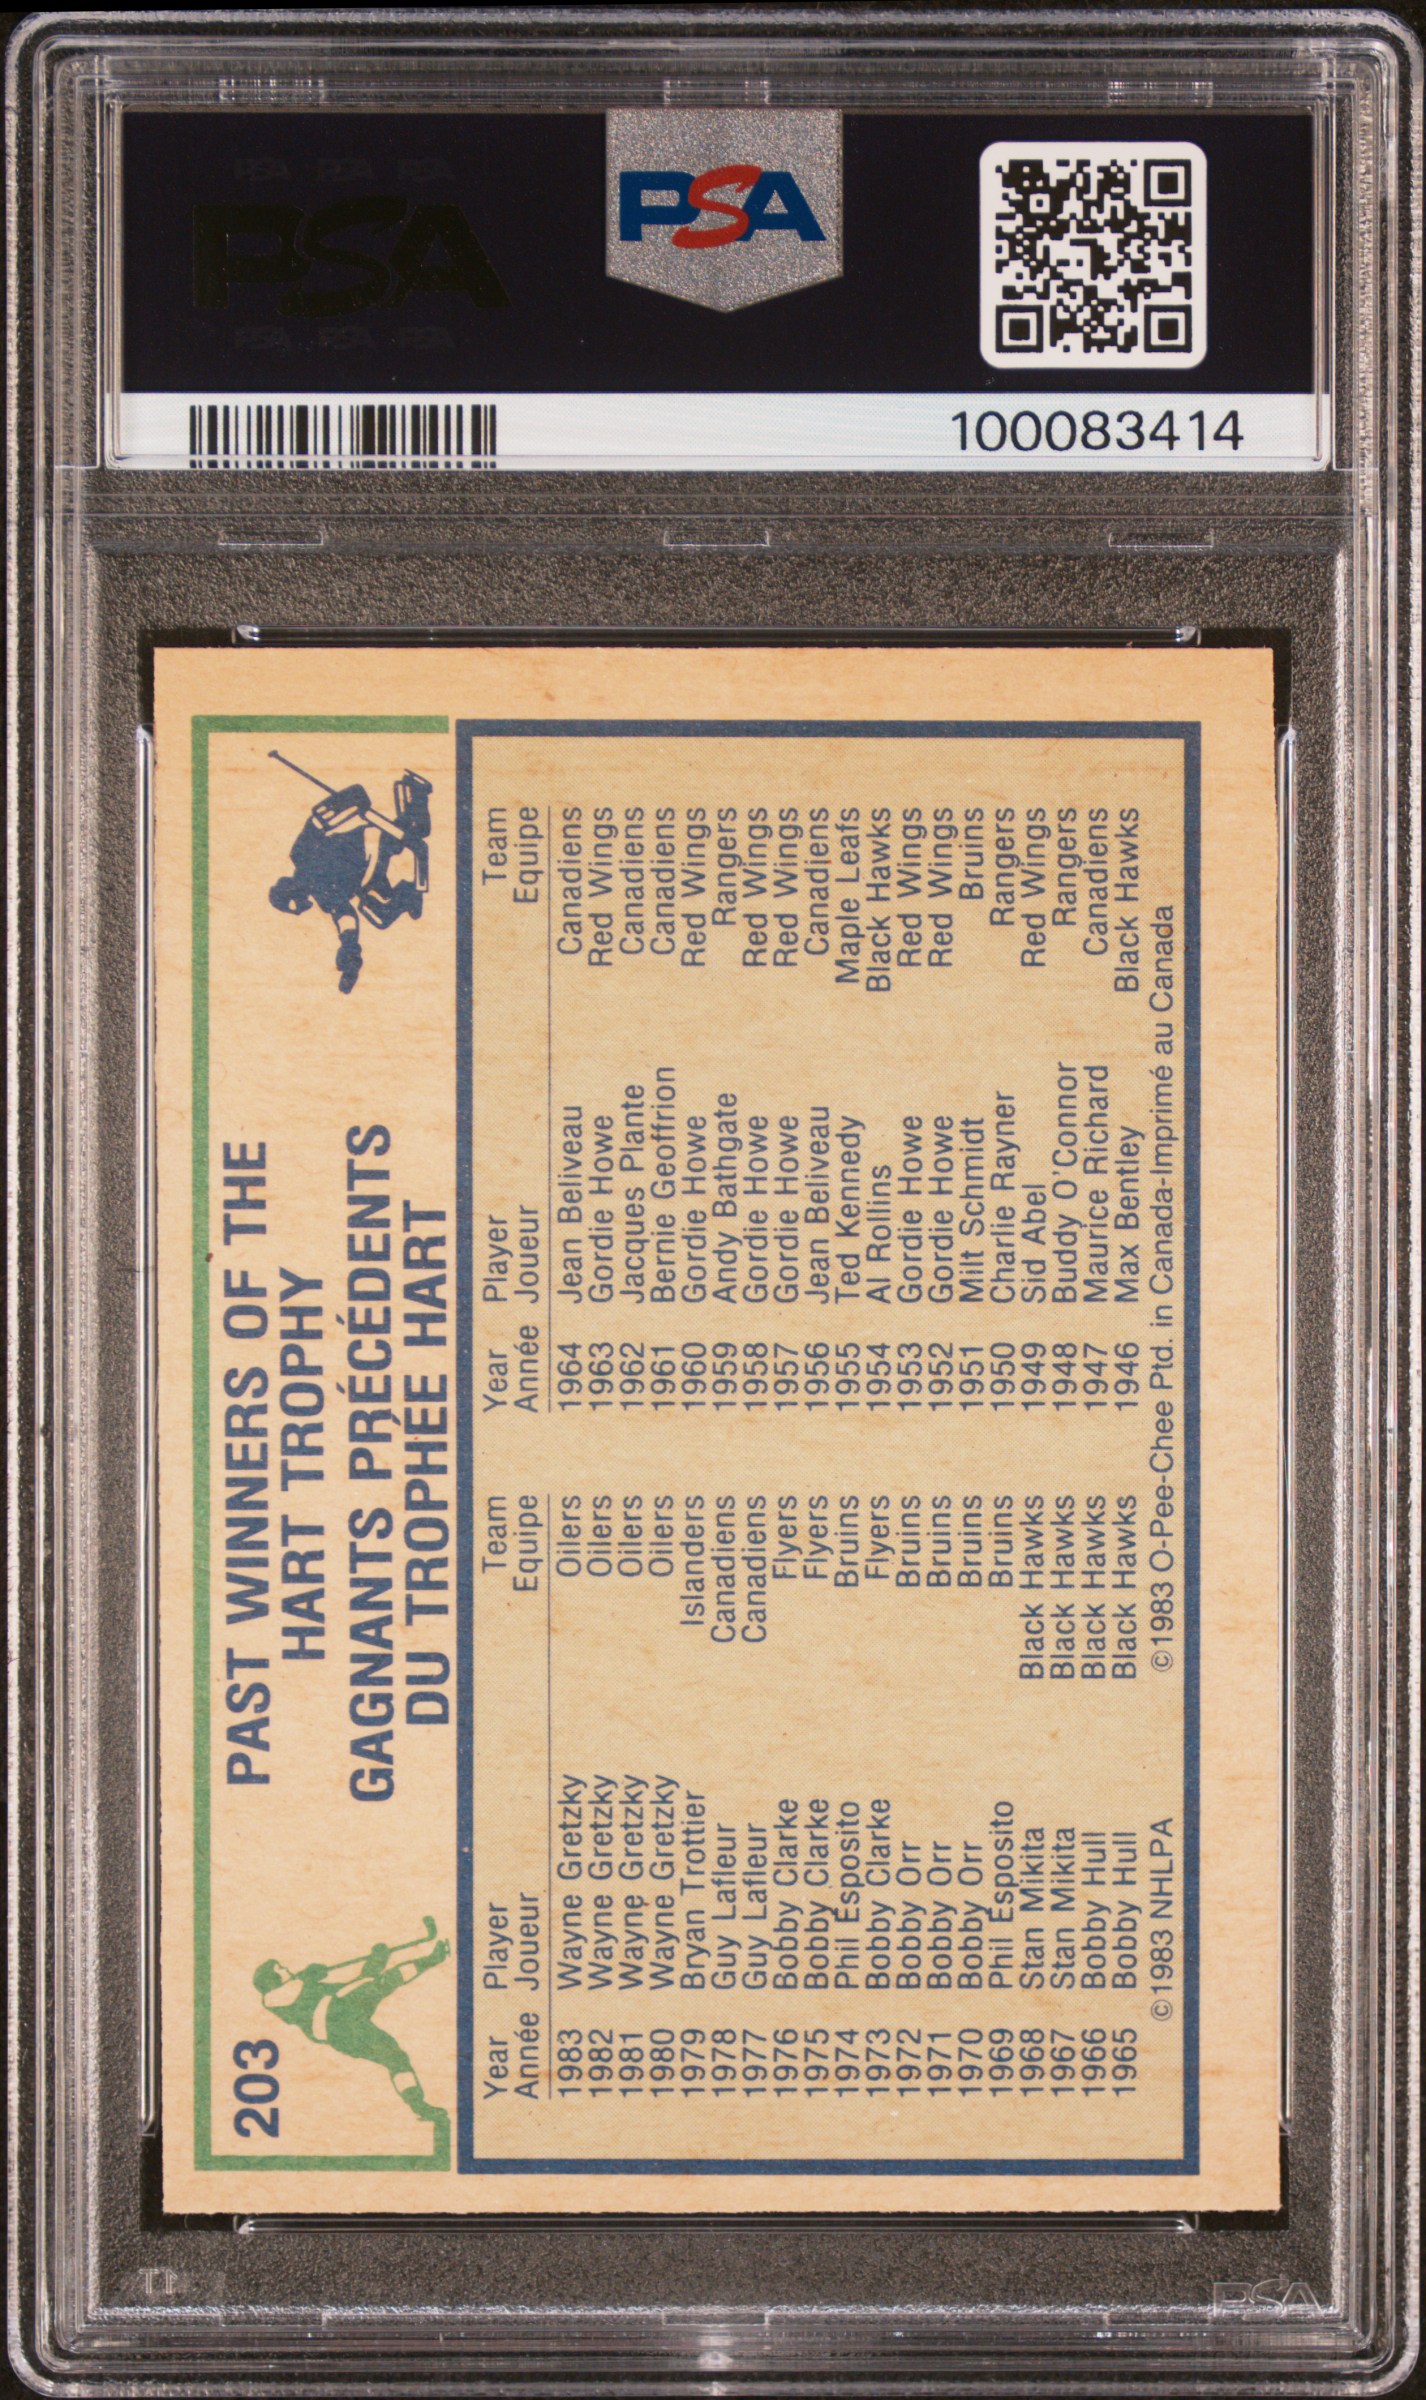 PSA
PSA
100083414
203
PAST WINNERS OF THE
HART TROPHY
GAGNANTS PRÉCÉDENTS
DU TROPHÉE HART
Year Player Team
Année Joueur Equipe
1983 Wayne Gretzky Oilers
1982 Wayne Gretzky Oilers
1981 Wayne Gretzky Oilers
1980 Wayne Gretzky Oilers
1979 Bryan Trottier Islanders
1978 Guy Lafleur Canadiens
1977 Guy Lafleur Canadiens
1976 Bobby Clarke Flyers
1975 Bobby Clarke Flyers
1974 Phil Esposito Bruins
1973 Bobby Clarke Flyers
1972 Bobby Orr Bruins
1971 Bobby Orr Bruins
1970 Bobby Orr Bruins
1969 Phil Esposito Bruins
1968 Stan Mikita Black Hawks
1967 Stan Mikita Black Hawks
1966 Bobby Hull Black Hawks
1965 Bobby Hull Black Hawks
Year Player Team
Année Joueur Equipe
1964 Jean Beliveau Canadiens
1963 Gordie Howe Red Wings
1962 Jacques Plante Canadiens
1961 Bernie Geoffrion Canadiens
1960 Gordie Howe Red Wings
1959 Andy Bathgate Rangers
1958 Gordie Howe Red Wings
1957 Gordie Howe Red Wings
1956 Jean Beliveau Canadiens
1955 Ted Kennedy Maple Leafs
1954 Al Rollins Black Hawks
1953 Gordie Howe Red Wings
1952 Gordie Howe Red Wings
1951 Milt Schmidt Bruins
1950 Charlie Rayner Rangers
1949 Sid Abel Red Wings
1948 Buddy O'Connor Rangers
1947 Maurice Richard Canadiens
1946 Max Bentley Black Hawks
©1983 NHLPA ©1983 O-Pee-Chee Ptd. in Canada-Imprimé au Canada
PSA